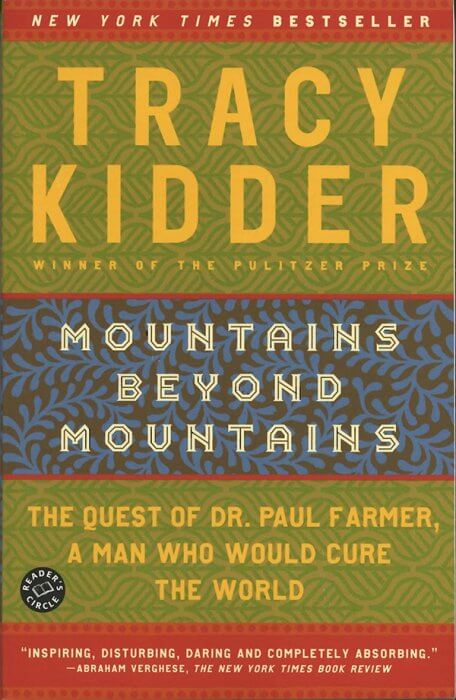 NEW YORK TIMES BESTSELLER
TRACY
KIDDER
WINNER OF THE PULITZER PRIZE
MOUNTAINS
BEYOND
MOUNTAINS
THE QUEST OF DR. PAUL FARMER,
A MAN WHO WOULD CURE
THE WORLD
READER'S
CIRCLE
"INSPIRING, DISTURBING, DARING AND COMPLETELY ABSORBING."
—ABRAHAM VERGHESE, THE NEW YORK TIMES BOOK REVIEW